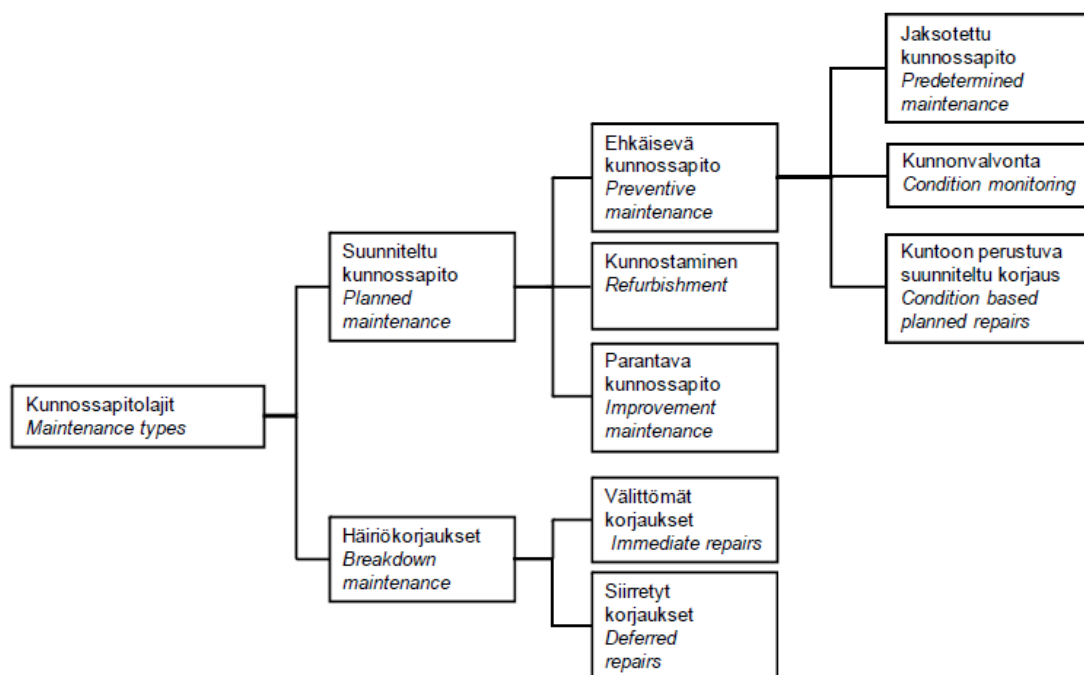 Kunnossapitolajit
Maintenance types
Suunniteltu
kunnossapito
Planned
maintenance
Häiriökorjaukset
Breakdown
maintenance
Ehkäisevä
kunnossapito
Preventive
maintenance
Kunnostaminen
Refurbishment
Parantava
kunnossapito
Improvement
maintenance
Välittömät
korjaukset
Immediate repairs
Siirretyt
korjaukset
Deferred
repairs
Jaksotettu
kunnossapito
Predetermined
maintenance
Kunnonvalvonta
Condition monitoring
Kuntoon perustuva
suunniteltu korjaus
Condition based
planned repairs